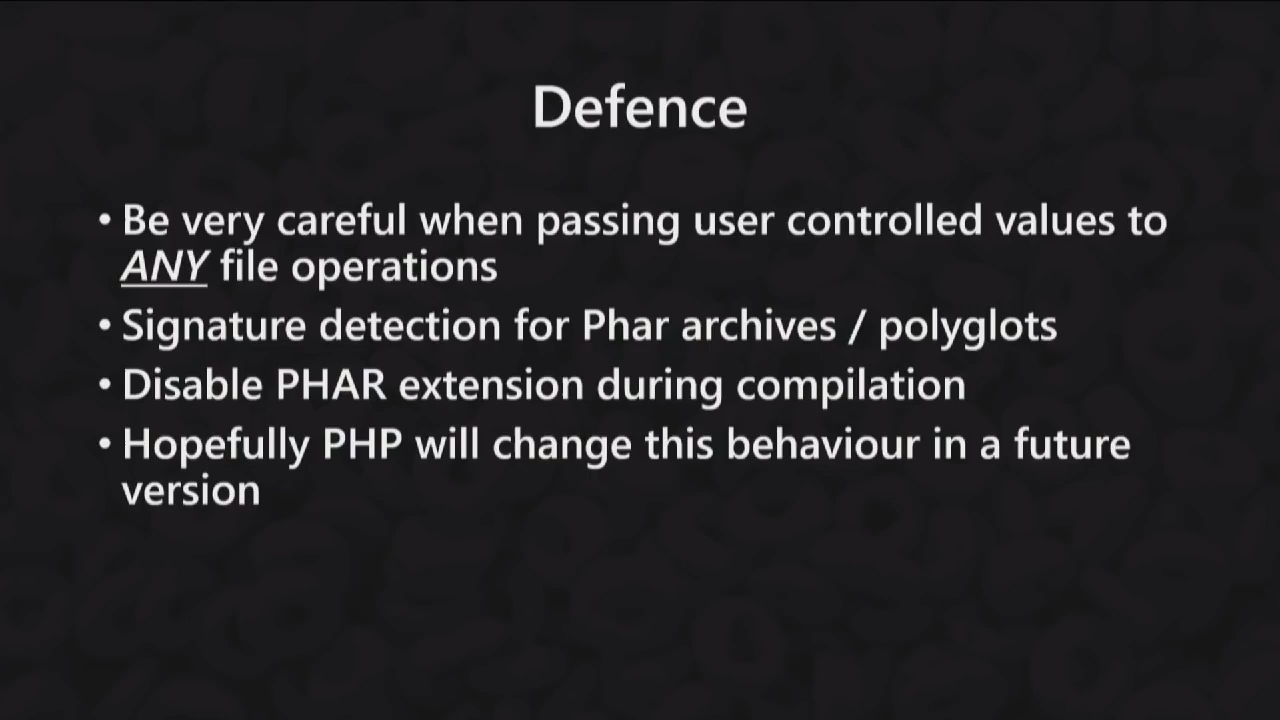 Defence
• Be very careful when passing user controlled values to
ANY file operations
• Signature detection for Phar archives / polyglots
• Disable PHAR extension during compilation
• Hopefully PHP will change this behaviour in a future
version